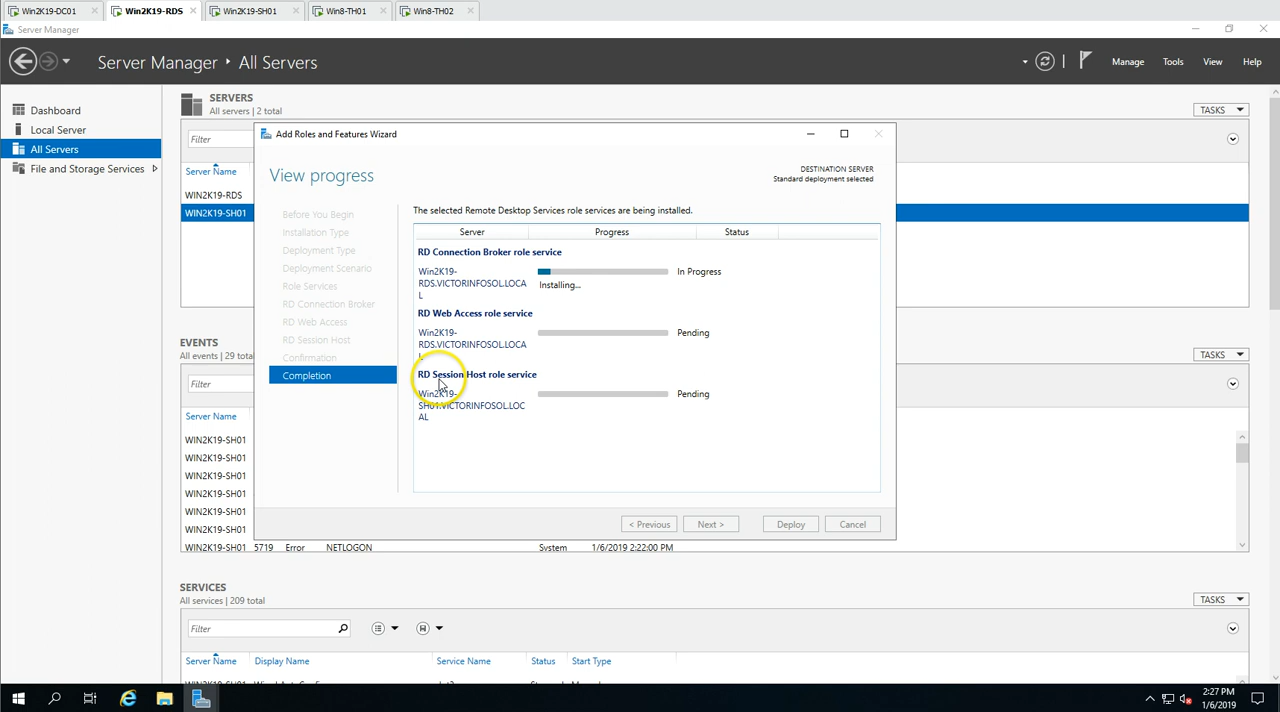 Win2K19-DC01
Win2K19-RDS
Win2K19-SH01
Win8-TH01
Win8-TH02
Server Manager
Server Manager • All Servers
Manage
Tools
View
Help
Dashboard
Local Server
All Servers
File and Storage Services
SERVERS
All servers | 2 total
TASKS
Filter
Server Name
WIN2K19-RDS
WIN2K19-SH01
EVENTS
All events | 29 tota
TASKS
Filter
Server Name
WIN2K19-SH01
WIN2K19-SH01
WIN2K19-SH01
WIN2K19-SH01
WIN2K19-SH01
WIN2K19-SH01
WIN2K19-SH01 5719 Error NETLOGON System 1/6/2019 2:22:00 PM
Add Roles and Features Wizard
View progress
DESTINATION SERVER
Standard deployment selected
Before You Begin
Installation Type
Deployment Type
Deployment Scenario
Role Services
RD Connection Broker
RD Web Access
RD Session Host
Confirmation
Completion
The selected Remote Desktop Services role services are being installed.
Server Progress Status
RD Connection Broker role service
Win2K19-
RDS.VICTORINFOSOL.LOCA
L
Installing...
In Progress
RD Web Access role service
Win2K19-
RDS.VICTORINFOSOL.LOCA
L
Pending
RD Session Host role service
Win2K19-
SH01.VICTORINFOSOL.LOC
AL
Pending
< Previous
Next >
Deploy
Cancel
SERVICES
All services | 209 total
TASKS
Filter
Server Name Display Name Service Name Status Start Type
2:27 PM
1/6/2019